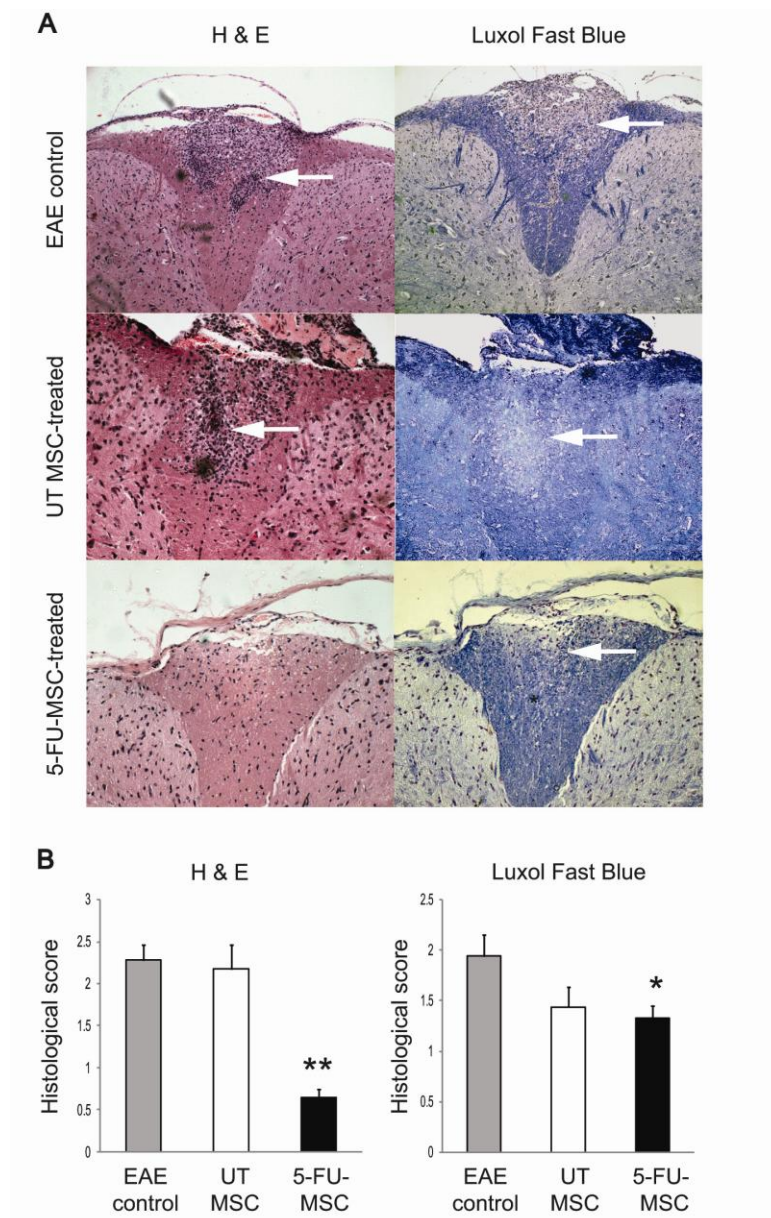 A
H & E
Luxol Fast Blue
EAE control
UT MSC-treated
5-FU-MSC-treated
B
H & E
Histological score
3
2.5
2
1.5
1
0.5
0
**
EAE
control
UT
MSC
5-FU-
MSC
Luxol Fast Blue
Histological score
2.5
2
1.5
1
0.5
0
*
EAE
control
UT
MSC
5-FU-
MSC